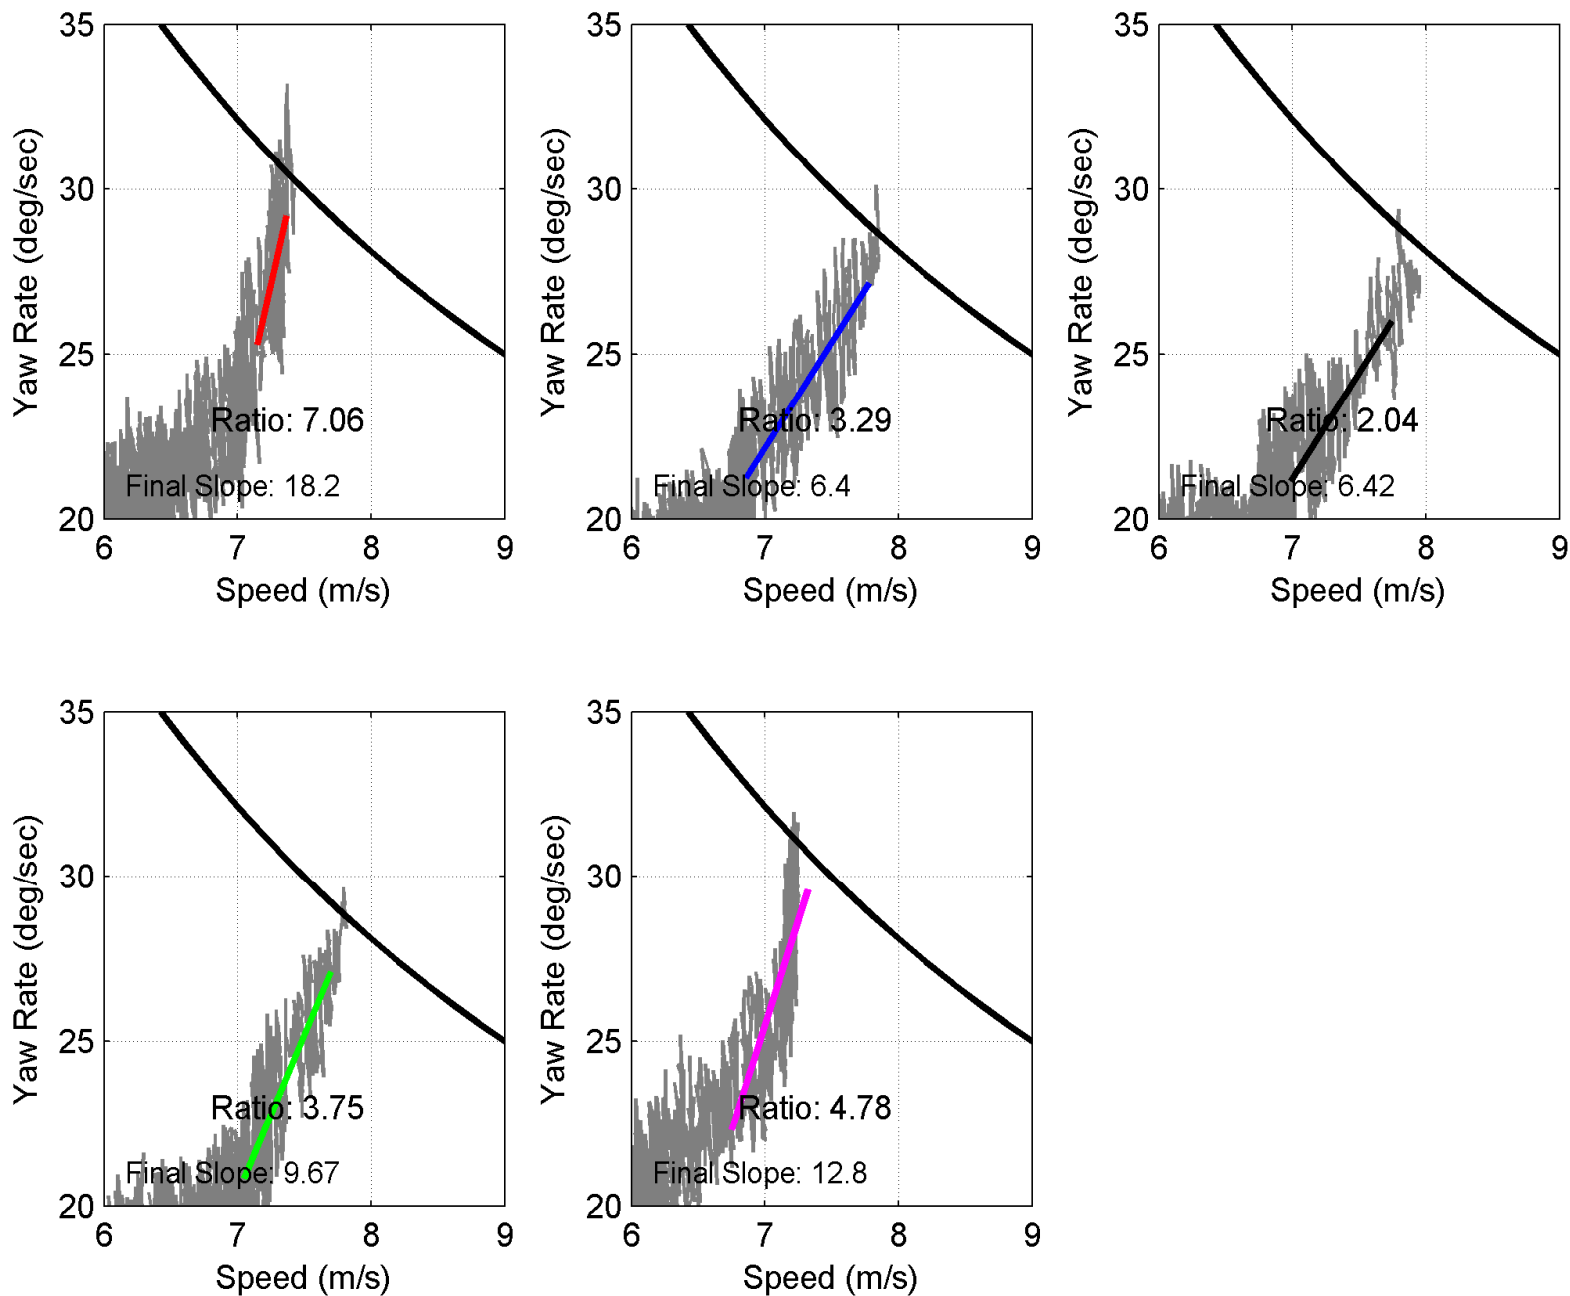 35
30
25
20
Yaw Rate (deg/sec)
Ratio: 7.06
Final Slope: 18.2
6 7 8 9
Speed (m/s)
35
30
25
20
Yaw Rate (deg/sec)
Ratio: 3.29
Final Slope: 6.4
6 7 8 9
Speed (m/s)
35
30
25
20
Yaw Rate (deg/sec)
Ratio: 2.04
Final Slope: 6.42
6 7 8 9
Speed (m/s)
35
30
25
20
Yaw Rate (deg/sec)
Ratio: 3.75
Final Slope: 9.67
6 7 8 9
Speed (m/s)
35
30
25
20
Yaw Rate (deg/sec)
Ratio: 4.78
Final Slope: 12.8
6 7 8 9
Speed (m/s)